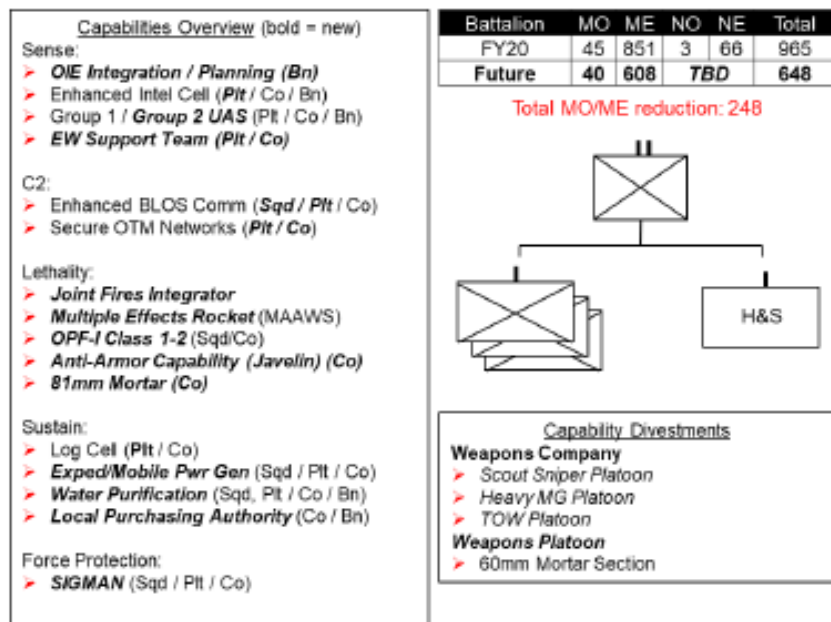 Capabilities Overview (bold = new)
Sense:
➢ OIE Integration / Planning (Bn)
➢ Enhanced Intel Cell (Plt / Co / Bn)
➢ Group 1 / Group 2 UAS (Plt / Co / Bn)
➢ EW Support Team (Plt / Co)
C2:
➢ Enhanced BLOS Comm (Sqd / Plt / Co)
➢ Secure OTM Networks (Plt / Co)
Lethality:
➢ Joint Fires Integrator
➢ Multiple Effects Rocket (MAAWS)
➢ OPF-I Class 1-2 (Sqd/Co)
➢ Anti-Armor Capability (Javelin) (Co)
➢ 81mm Mortar (Co)
Sustain:
➢ Log Cell (Plt / Co)
➢ Exped/Mobile Pwr Gen (Sqd / Plt / Co)
➢ Water Purification (Sqd, Plt / Co / Bn)
➢ Local Purchasing Authority (Co / Bn)
Force Protection:
➢ SIGMAN (Sqd / Plt / Co)
Battalion MO ME NO NE Total
FY20 45 851 3 66 965
Future 40 608 TBD 648
Total MO/ME reduction: 248
H&S
Capability Divestments
Weapons Company
➢ Scout Sniper Platoon
➢ Heavy MG Platoon
➢ TOW Platoon
Weapons Platoon
➢ 60mm Mortar Section